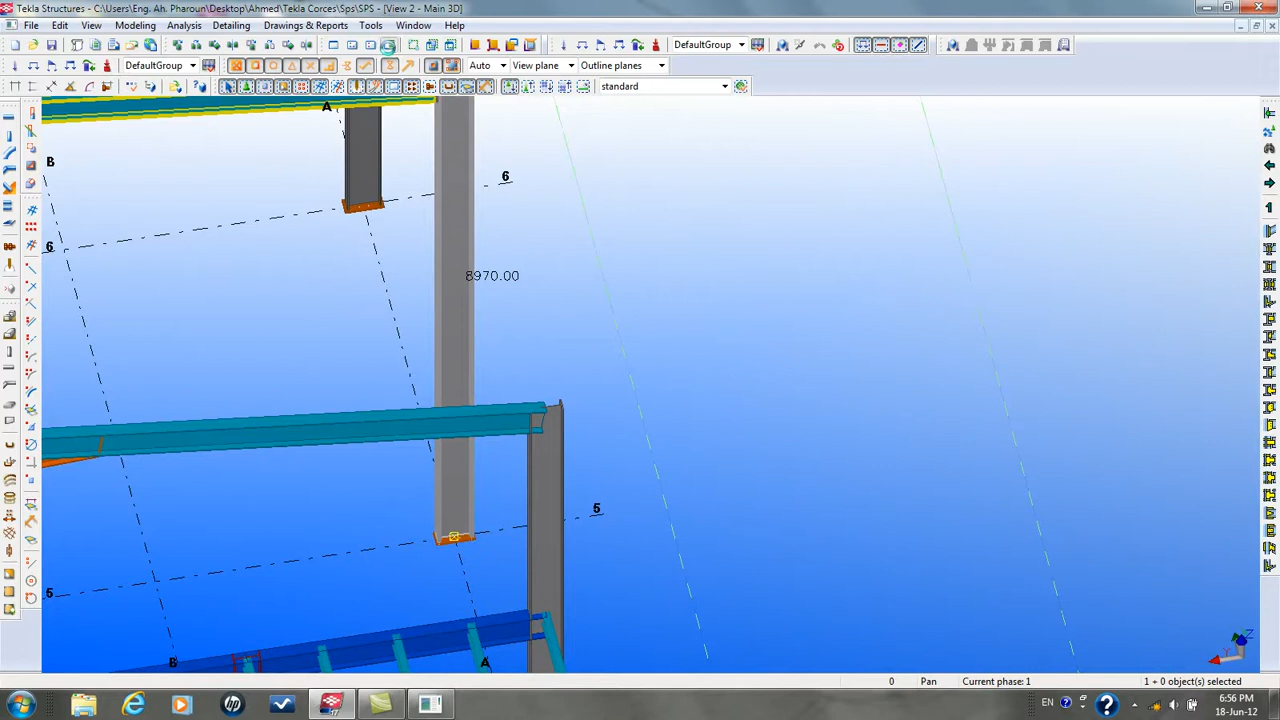 Tekla Structures - C:\Users\Eng. Ah. Pharoun\Desktop\Ahmed\Tekla Corces\Sps\SPS - [View 2 - Main 3D]
File Edit View Modeling Analysis Detailing Drawings & Reports Tools Window Help
DefaultGroup
DefaultGroup Auto View plane Outline planes
standard
A
B
6
6
8970.00
5
5
B A
0 Pan Current phase: 1 1 + 0 object(s) selected
EN 6:56 PM
18-Jun-12